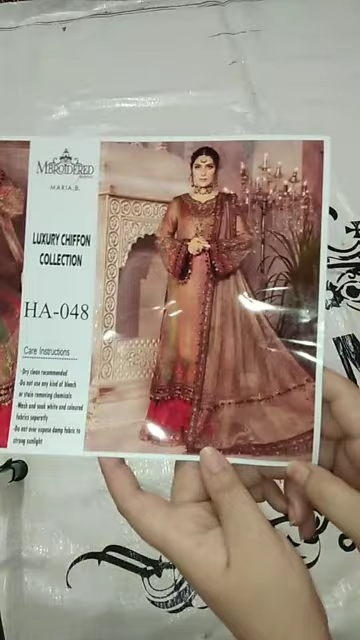 MBROIDERED
MARIA.B.
LUXURY CHIFFON
COLLECTION
HA-048
Care Instructions
-Dry clean recommended
-Do not use any kind of bleach
or stain removing chemicals
-Wash and soak white and coloured
fabrics seperatly
-Do not over expose damp fabric to
strong sunlight